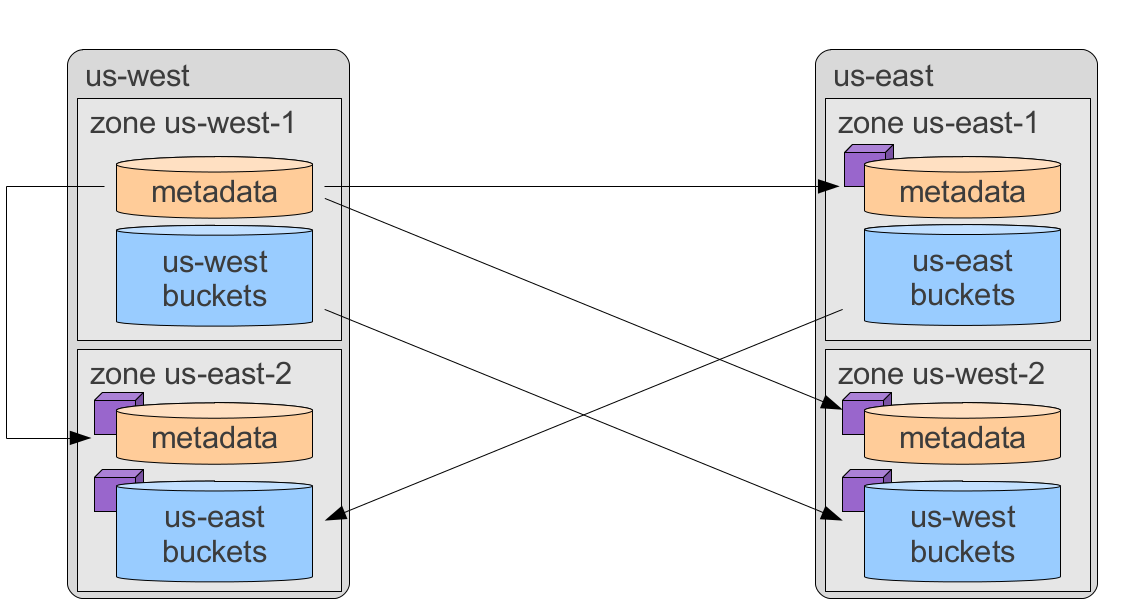 us-west
zone us-west-1
metadata
us-west
buckets
zone us-east-2
metadata
us-east
buckets
us-east
zone us-east-1
metadata
us-east
buckets
zone us-west-2
metadata
us-west
buckets